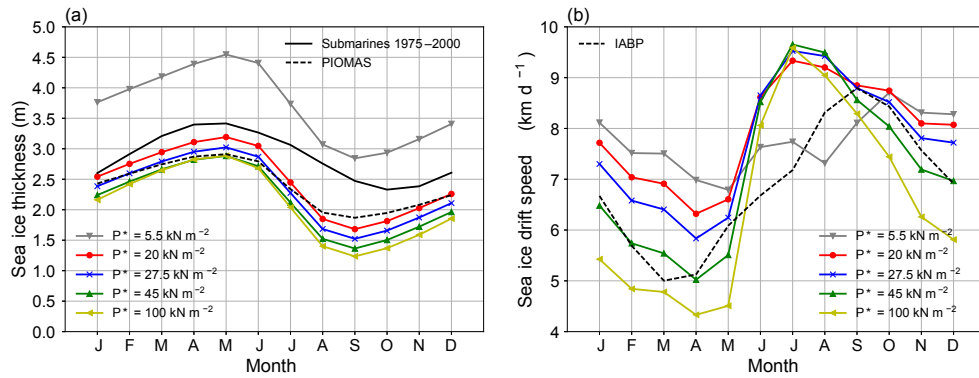 (a)
Submarines 1975–2000
PIOMAS
5.0
4.5
4.0
3.5
3.0
2.5
2.0
1.5
1.0
0.5
0.0
Sea ice thickness (m)
P* = 5.5 kN m⁻²
P* = 20 kN m⁻²
P* = 27.5 kN m⁻²
P* = 45 kN m⁻²
P* = 100 kN m⁻²
J F M A M J J A S O N D
Month
(b)
IABP
10
9
8
7
6
5
4
Sea ice drift speed (km d⁻¹)
P* = 5.5 kN m⁻²
P* = 20 kN m⁻²
P* = 27.5 kN m⁻²
P* = 45 kN m⁻²
P* = 100 kN m⁻²
J F M A M J J A S O N D
Month